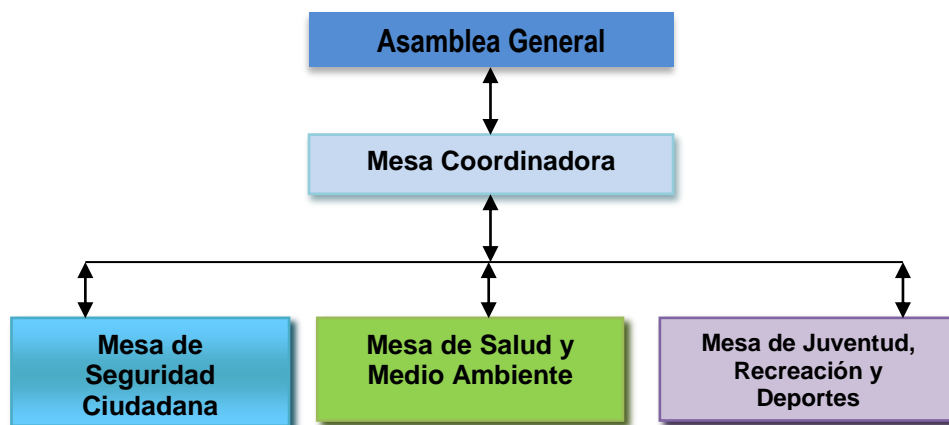 Asamblea General
Mesa Coordinadora
Mesa de
Seguridad
Ciudadana
Mesa de Salud y
Medio Ambiente
Mesa de Juventud,
Recreación y
Deportes